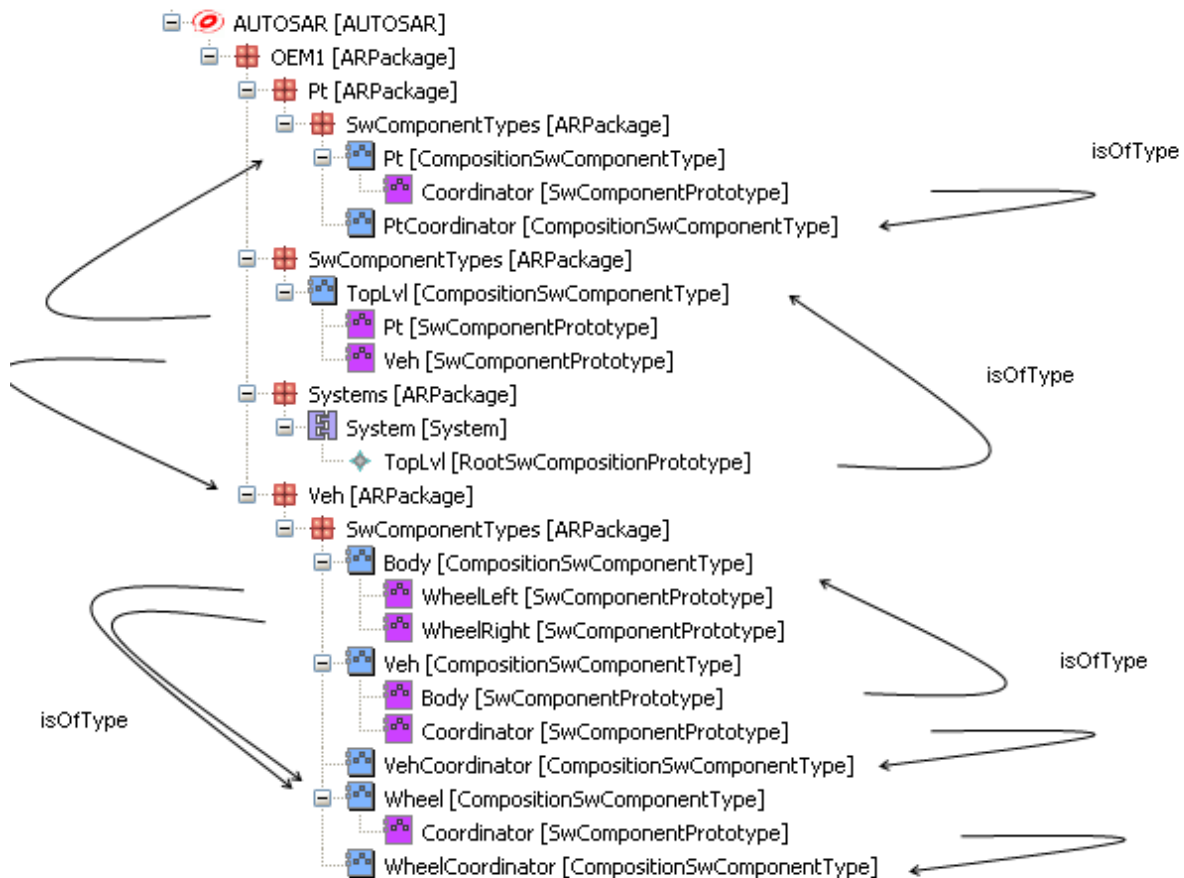 AUTOSAR [AUTOSAR]
OEM1 [ARPackage]
Pt [ARPackage]
SwComponentTypes [ARPackage]
Pt [CompositionSwComponentType]
isOfType
Coordinator [SwComponentPrototype]
PtCoordinator [CompositionSwComponentType]
SwComponentTypes [ARPackage]
TopLvl [CompositionSwComponentType]
Pt [SwComponentPrototype]
Veh [SwComponentPrototype]
isOfType
Systems [ARPackage]
System [System]
TopLvl [RootSwCompositionPrototype]
Veh [ARPackage]
SwComponentTypes [ARPackage]
Body [CompositionSwComponentType]
WheelLeft [SwComponentPrototype]
WheelRight [SwComponentPrototype]
Veh [CompositionSwComponentType]
isOfType
Body [SwComponentPrototype]
isOfType
Coordinator [SwComponentPrototype]
VehCoordinator [CompositionSwComponentType]
Wheel [CompositionSwComponentType]
Coordinator [SwComponentPrototype]
WheelCoordinator [CompositionSwComponentType]